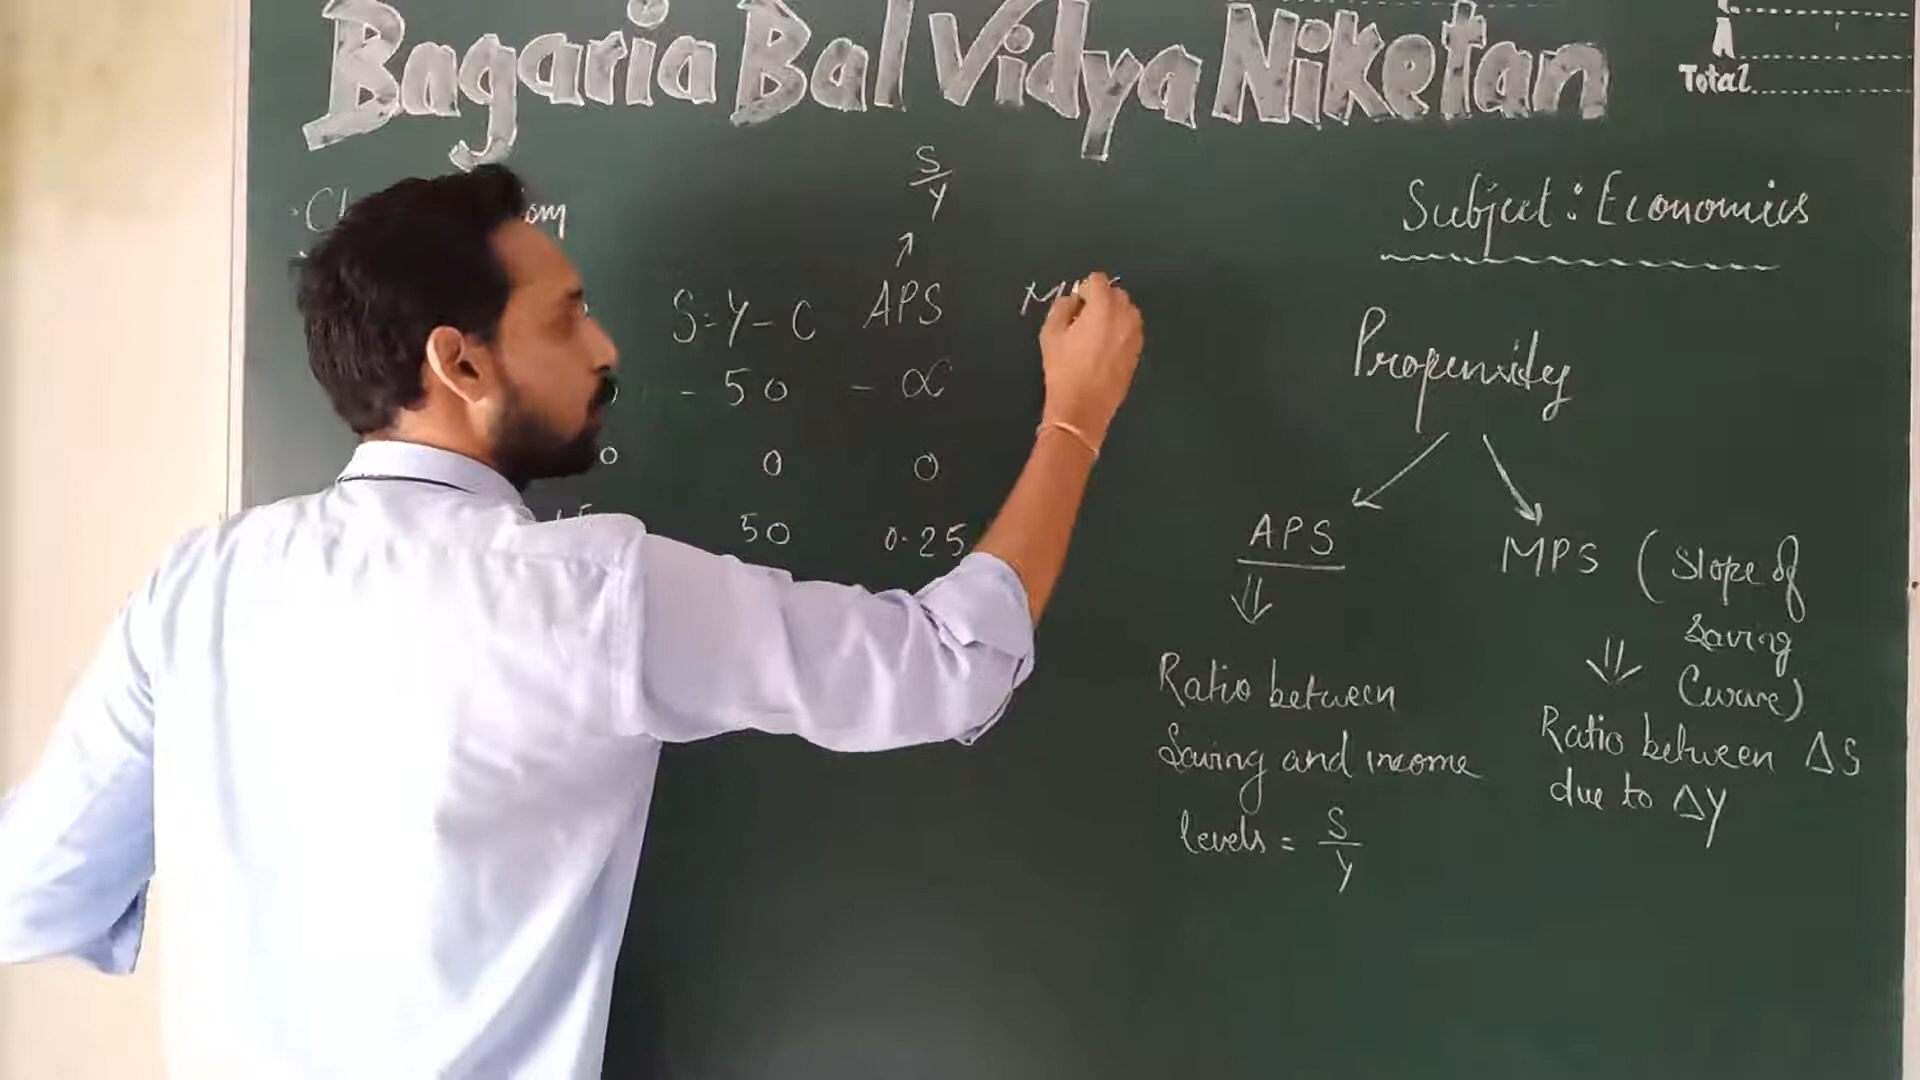 Bagaria Bal Vidya Niketan
A
Total
S/Y
Subject: Economics
S=Y-C APS
- 50 - ∝
0 0 0
50 0.25
Propensity
APS MPS (Slope of
Saving
Curve)
Ratio between
Saving and income
levels = S/Y
Ratio between ΔS
due to ΔY